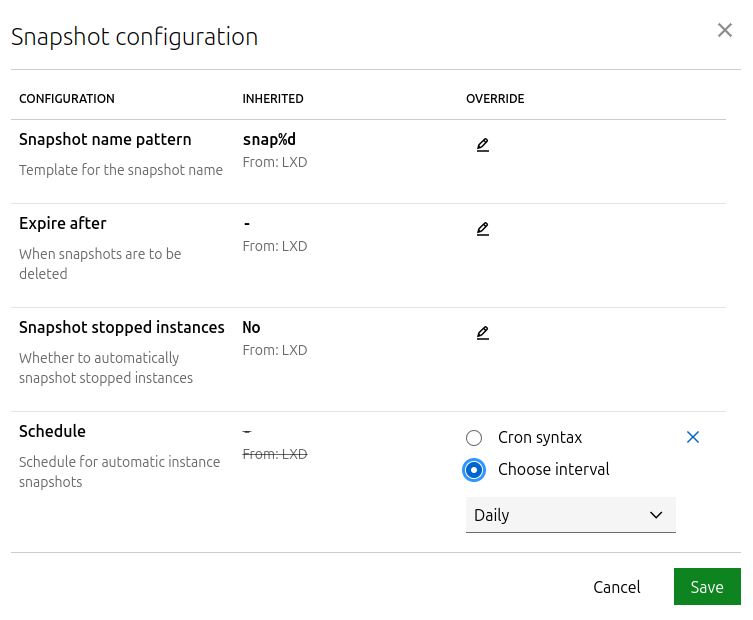 Snapshot configuration
CONFIGURATION INHERITED OVERRIDE
Snapshot name pattern snap%d
Template for the snapshot name From: LXD
Expire after -
When snapshots are to be From: LXD
deleted
Snapshot stopped instances No
Whether to automatically From: LXD
snapshot stopped instances
Schedule - Cron syntax
Schedule for automatic instance From: LXD Choose interval
snapshots
Daily
Cancel Save